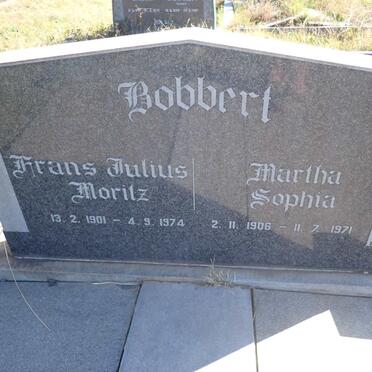 Bobbert
Frans Julius
Moritz
13. 2. 1901 – 4. 9. 1974
Martha
Sophia
2. 11. 1906 – 11. 7. 1971